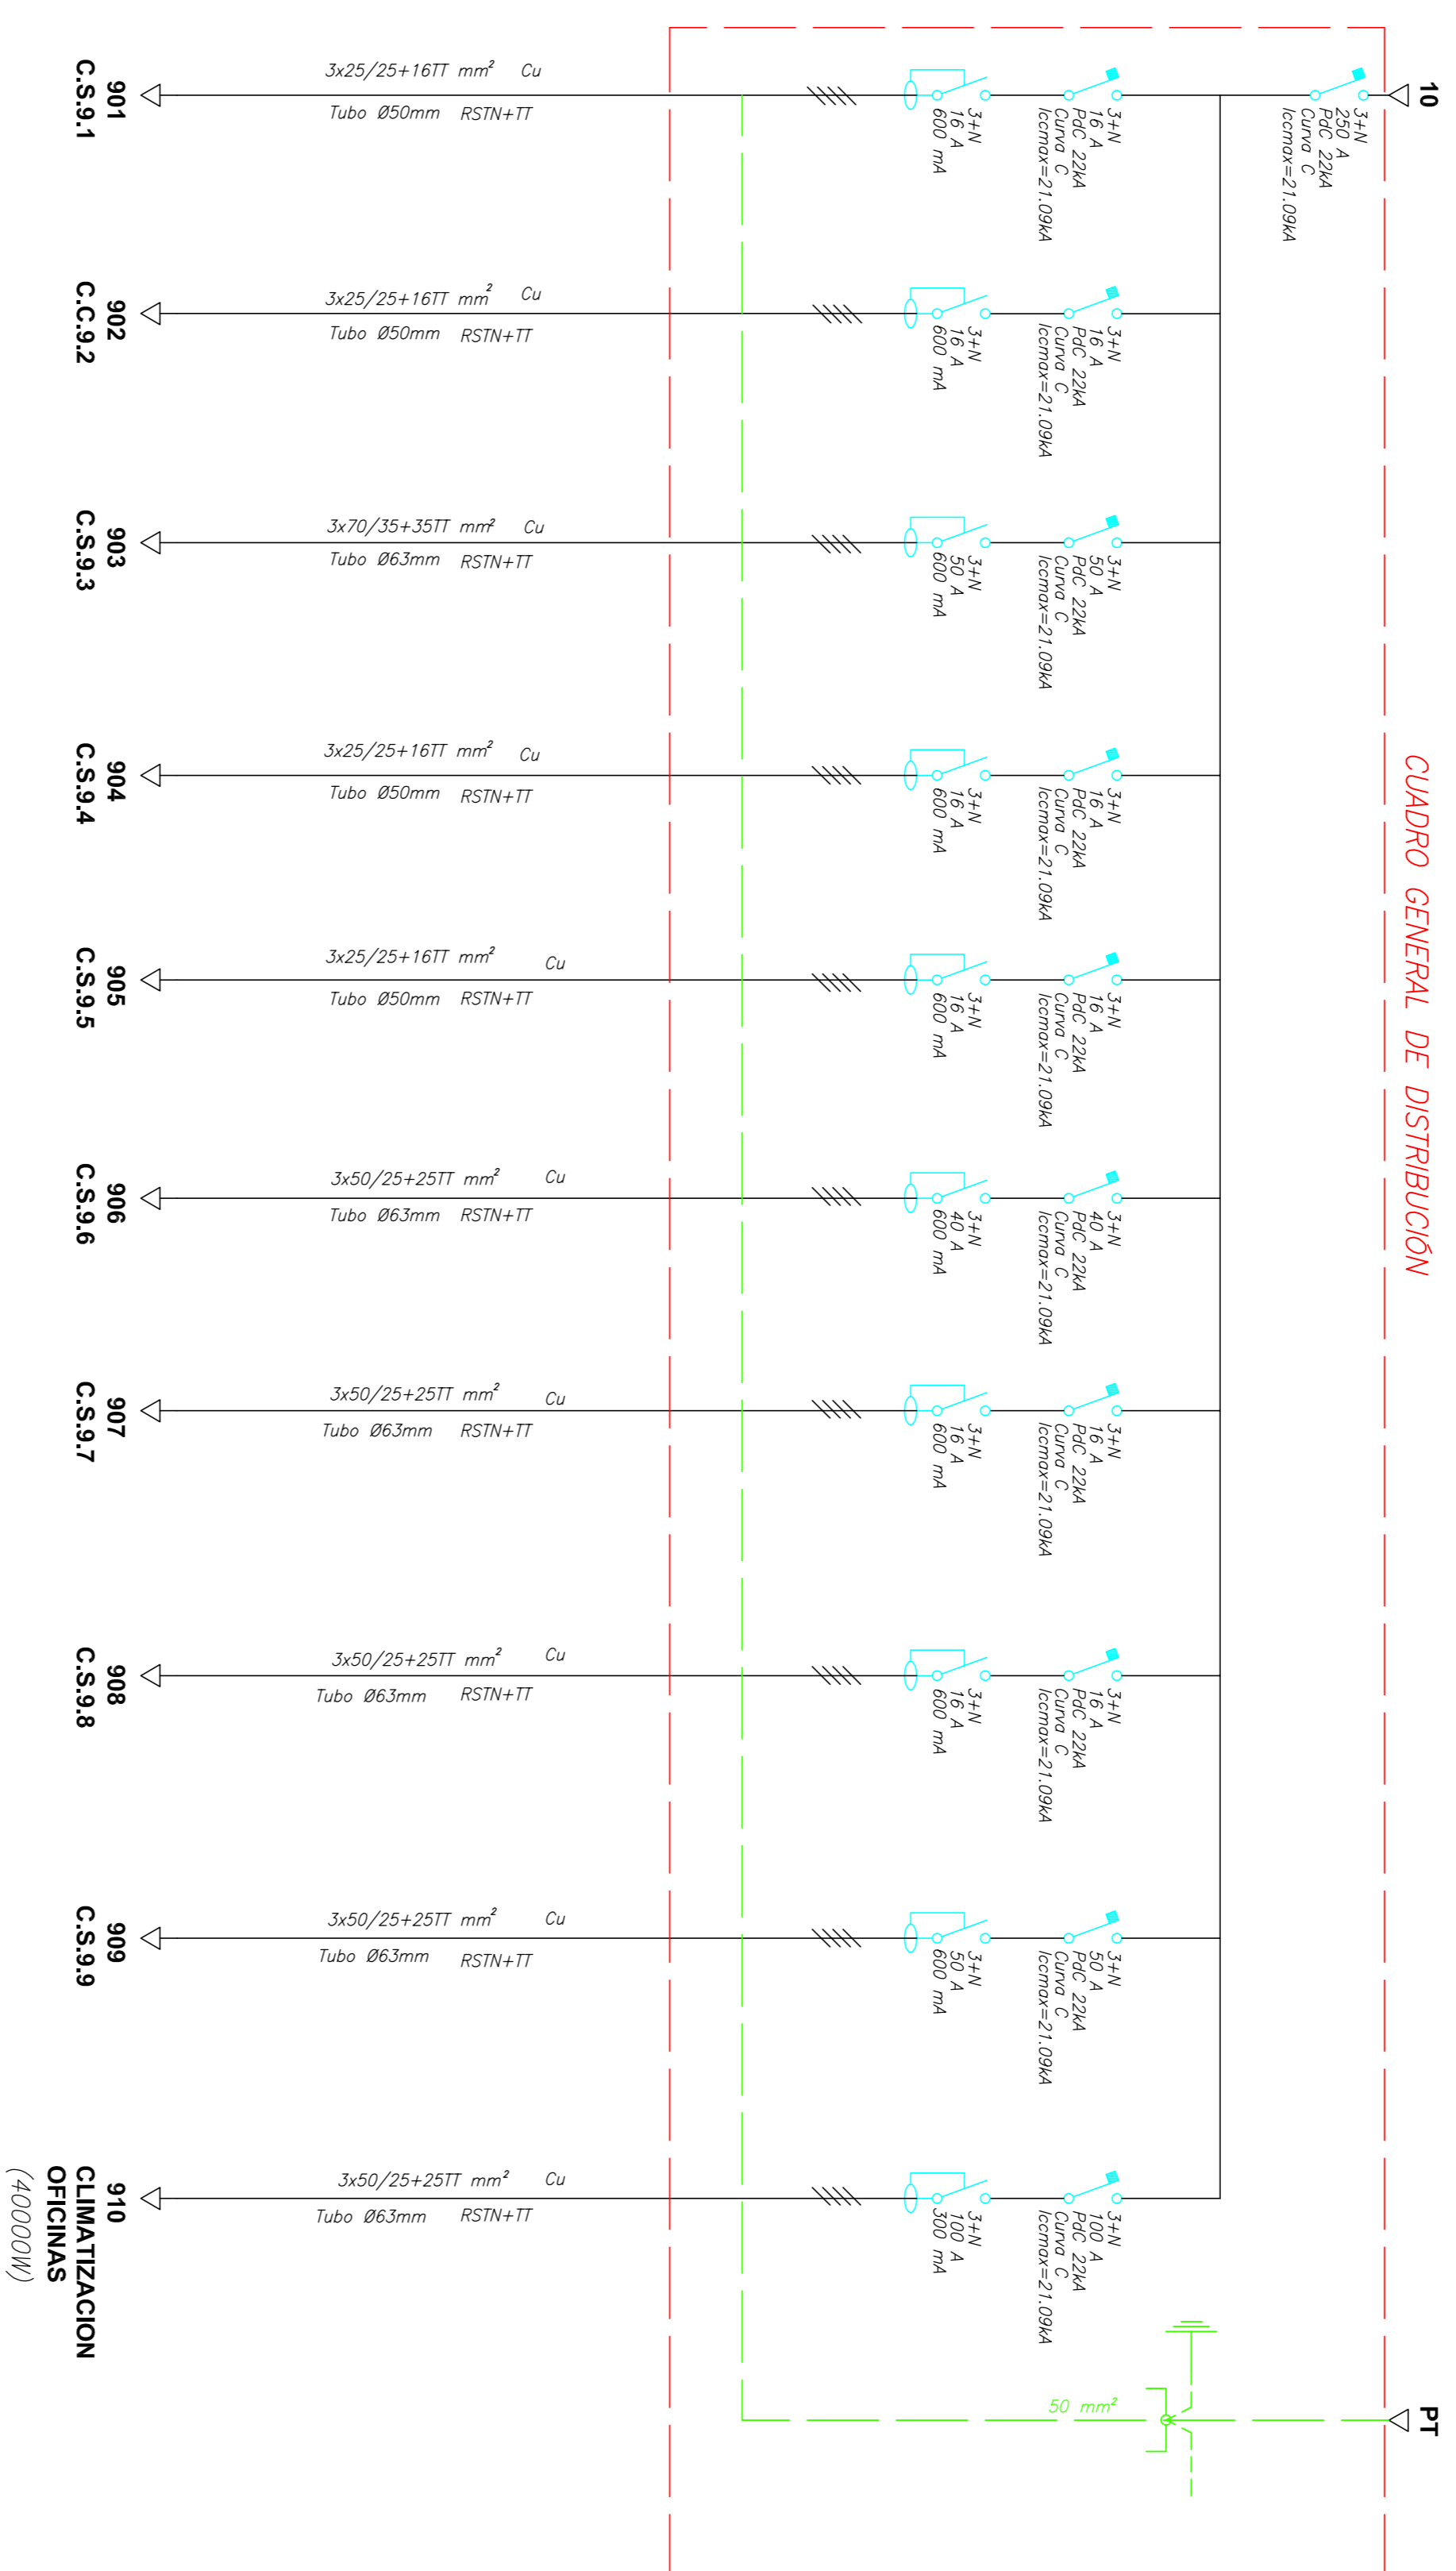 CUADRO GENERAL DE DISTRIBUCIÓN
10
3+N
250 A
PdC 22kA
Curva C
Iccmax=21.09kA
PT
50 mm²
3+N
16 A
PdC 22kA
Curva C
Iccmax=21.09kA
3+N
16 A
600 mA
3x25/25+16TT mm² Cu
Tubo Ø50mm RSTN+TT
901
C.S.9.1
3+N
16 A
PdC 22kA
Curva C
Iccmax=21.09kA
3+N
16 A
600 mA
3x25/25+16TT mm² Cu
Tubo Ø50mm RSTN+TT
902
C.C.9.2
3+N
50 A
PdC 22kA
Curva C
Iccmax=21.09kA
3+N
50 A
600 mA
3x70/35+35TT mm² Cu
Tubo Ø63mm RSTN+TT
903
C.S.9.3
3+N
16 A
PdC 22kA
Curva C
Iccmax=21.09kA
3+N
16 A
600 mA
3x25/25+16TT mm² Cu
Tubo Ø50mm RSTN+TT
904
C.S.9.4
3+N
16 A
PdC 22kA
Curva C
Iccmax=21.09kA
3+N
16 A
600 mA
3x25/25+16TT mm² Cu
Tubo Ø50mm RSTN+TT
905
C.S.9.5
3+N
40 A
PdC 22kA
Curva C
Iccmax=21.09kA
3+N
40 A
600 mA
3x50/25+25TT mm² Cu
Tubo Ø63mm RSTN+TT
906
C.S.9.6
3+N
16 A
PdC 22kA
Curva C
Iccmax=21.09kA
3+N
16 A
600 mA
3x50/25+25TT mm² Cu
Tubo Ø63mm RSTN+TT
907
C.S.9.7
3+N
16 A
PdC 22kA
Curva C
Iccmax=21.09kA
3+N
16 A
600 mA
3x50/25+25TT mm² Cu
Tubo Ø63mm RSTN+TT
908
C.S.9.8
3+N
50 A
PdC 22kA
Curva C
Iccmax=21.09kA
3+N
50 A
600 mA
3x50/25+25TT mm² Cu
Tubo Ø63mm RSTN+TT
909
C.S.9.9
3+N
100 A
PdC 22kA
Curva C
Iccmax=21.09kA
3+N
100 A
300 mA
3x50/25+25TT mm² Cu
Tubo Ø63mm RSTN+TT
910
CLIMATIZACION
OFICINAS
(40000W)